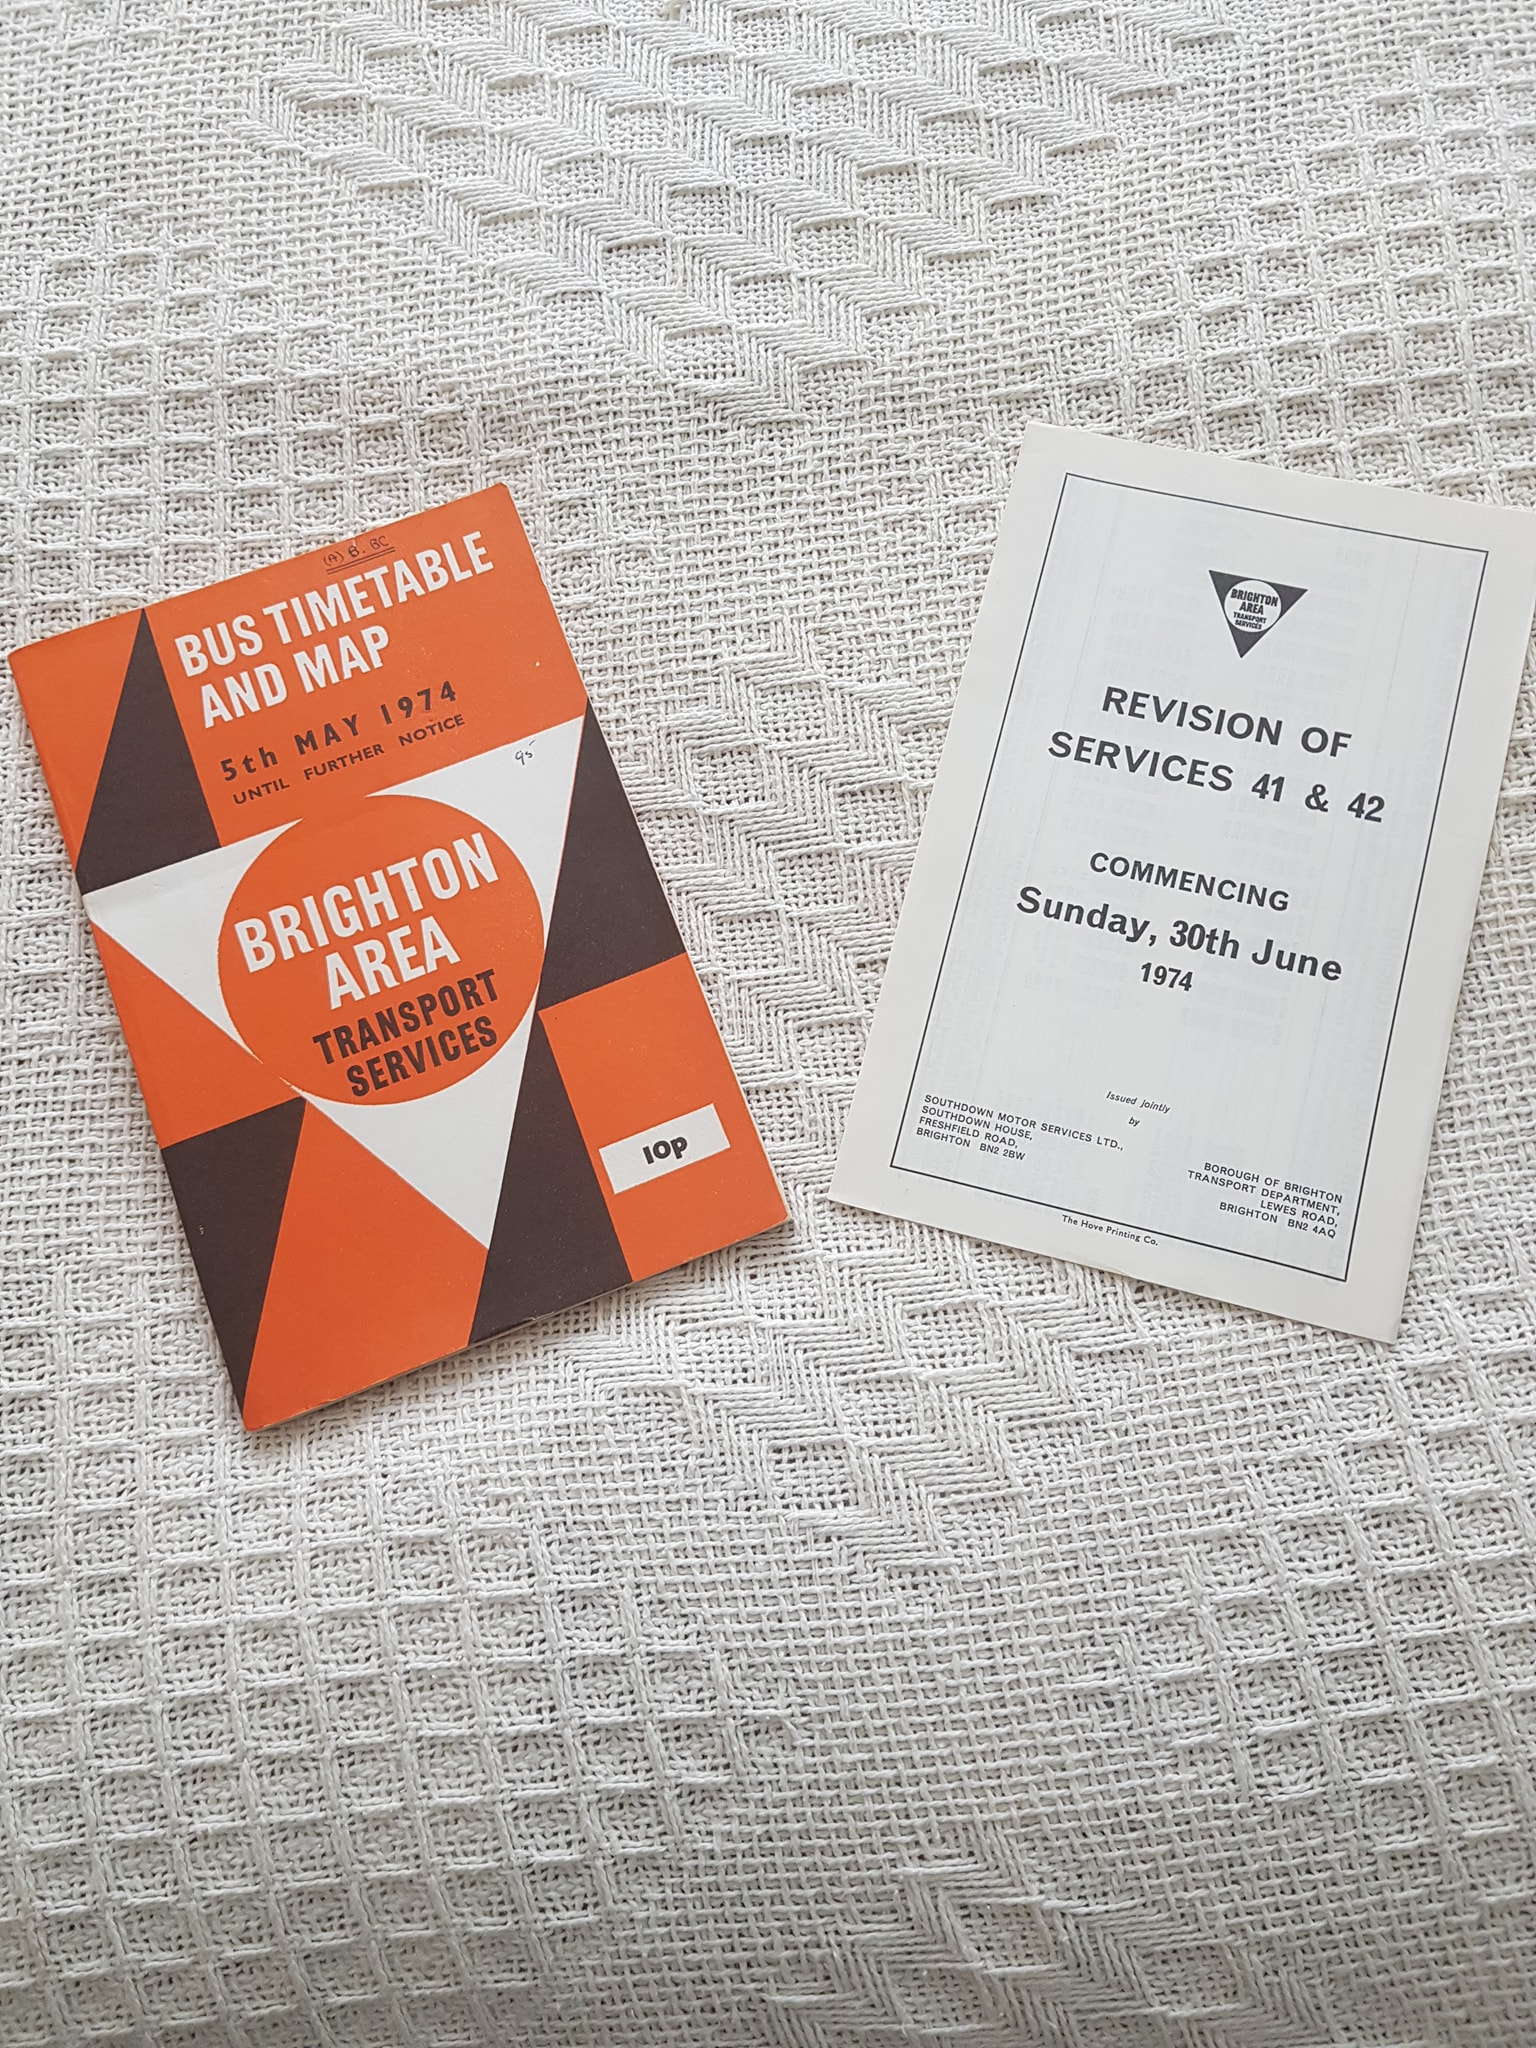 (A) B. BC
BUS TIMETABLE
AND MAP
5th MAY 1974
UNTIL FURTHER NOTICE
95
BRIGHTON
AREA
TRANSPORT
SERVICES
10p
BRIGHTON
AREA
TRANSPORT
SERVICES
REVISION OF
SERVICES 41 & 42
COMMENCING
Sunday, 30th June
1974
Issued jointly
by
SOUTHDOWN MOTOR SERVICES LTD.,
SOUTHDOWN HOUSE,
FRESHFIELD ROAD,
BRIGHTON BN2 2BW
BOROUGH OF BRIGHTON
TRANSPORT DEPARTMENT,
LEWES ROAD,
BRIGHTON BN2 4AQ
The Hove Printing Co.